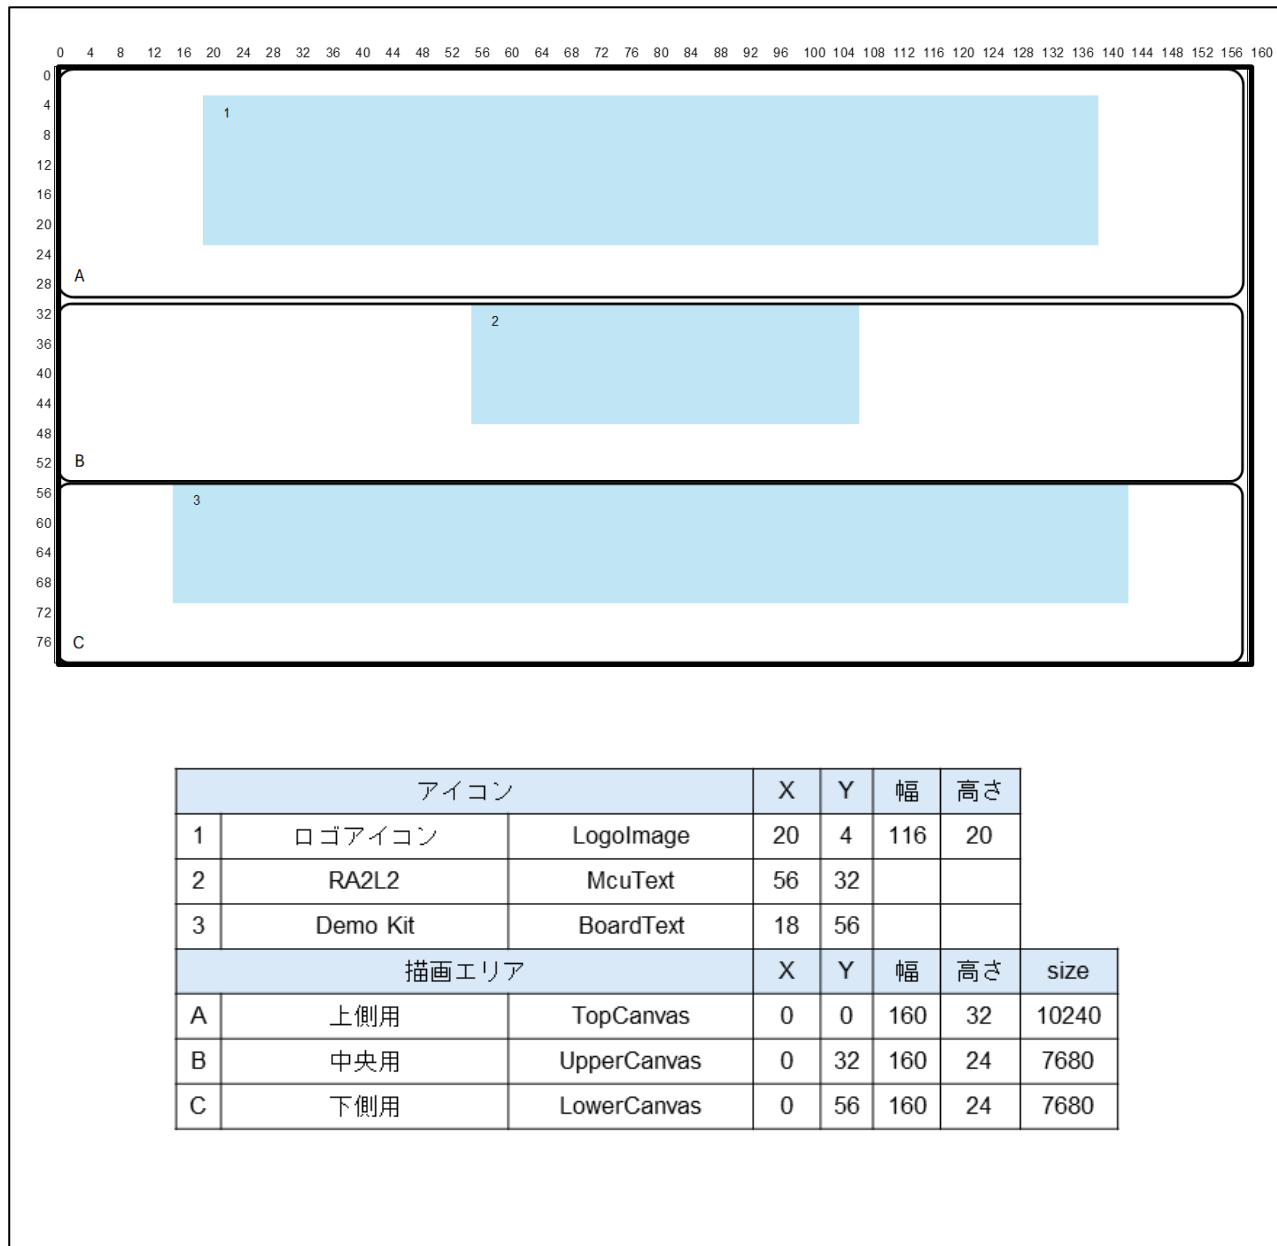 0 4 8 12 16 20 24 28 32 36 40 44 48 52 56 60 64 68 72 76 80 84 88 92 96 100 104 108 112 116 120 124 128 132 136 140 144 148 152 156 160
0
4
1
8
12
16
20
24
A
28
32
2
36
40
44
48
B
52
56
3
60
64
68
72
76
C
アイコン X Y 幅 高さ
1 ロゴアイコン LogoImage 20 4 116 20
2 RA2L2 McuText 56 32
3 Demo Kit BoardText 18 56
描画エリア X Y 幅 高さ size
A 上側用 TopCanvas 0 0 160 32 10240
B 中央用 UpperCanvas 0 32 160 24 7680
C 下側用 LowerCanvas 0 56 160 24 7680